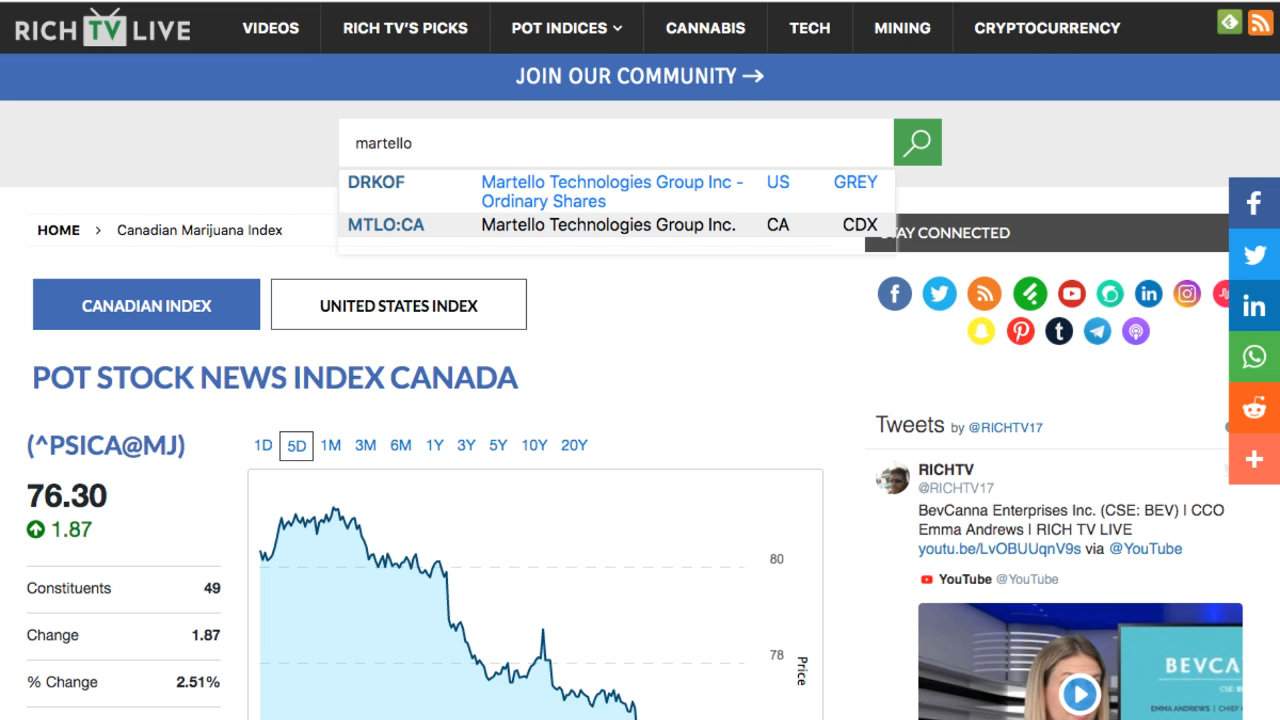 RICH TV LIVE
VIDEOS RICH TV'S PICKS POT INDICES CANNABIS TECH MINING CRYPTOCURRENCY
JOIN OUR COMMUNITY →
martello
DRKOF Martello Technologies Group Inc - US GREY
Ordinary Shares
MTLO:CA Martello Technologies Group Inc. CA CDX
HOME > Canadian Marijuana Index
STAY CONNECTED
CANADIAN INDEX UNITED STATES INDEX
POT STOCK NEWS INDEX CANADA
(^PSICA@MJ)
1D 5D 1M 3M 6M 1Y 3Y 5Y 10Y 20Y
76.30
1.87
Constituents 49
Change 1.87
% Change 2.51%
80
78
Price
Tweets by @RICHTV17
RICHTV
@RICHTV17
BevCanna Enterprises Inc. (CSE: BEV) | CCO
Emma Andrews | RICH TV LIVE
youtu.be/LvOBUUqnV9s via @YouTube
YouTube @YouTube
BEVCA
CSE: B
EMMA ANDREWS | CHIEF